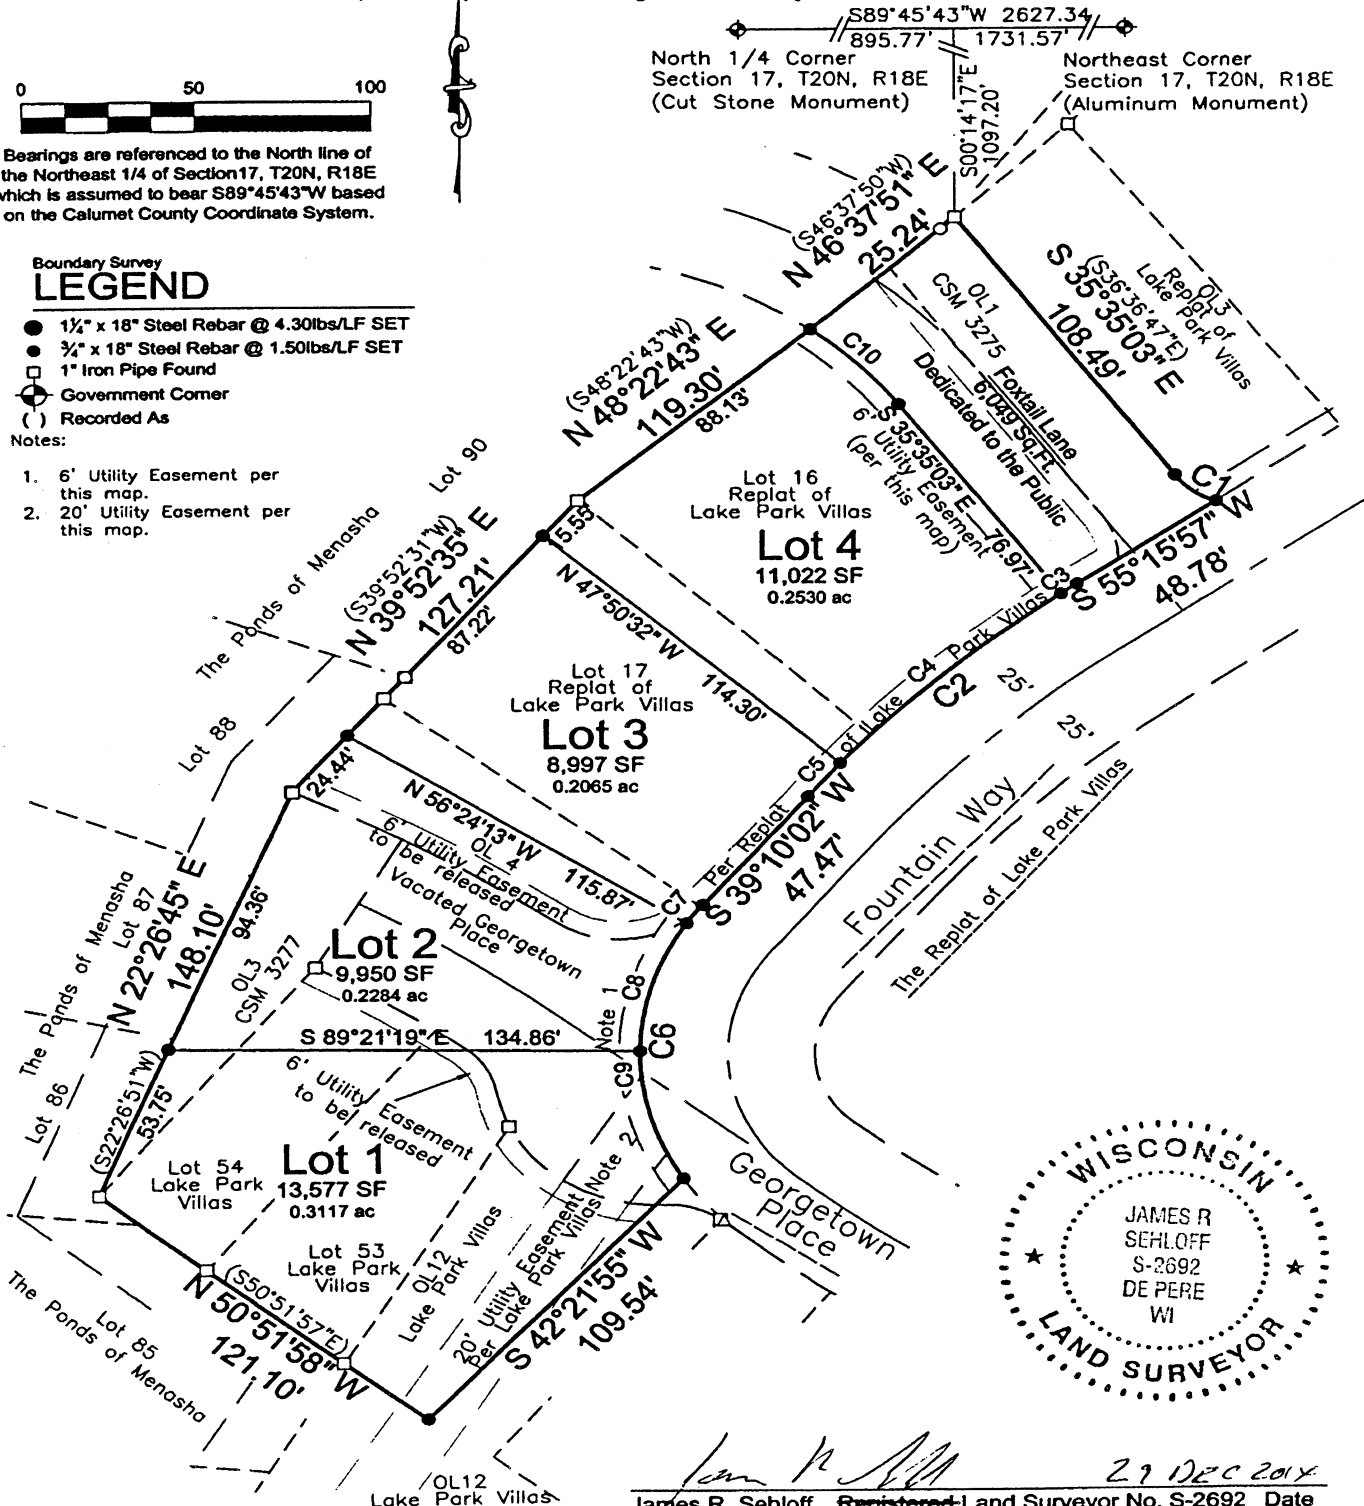 S89°45'43"W 2627.34
895.77' 1731.57'
North 1/4 Corner
Section 17, T20N, R18E
(Cut Stone Monument)
Northeast Corner
Section 17, T20N, R18E
(Aluminum Monument)
S00°14'17"E
1097.20'
0 50 100
Bearings are referenced to the North line of
the Northeast 1/4 of Section17, T20N, R18E
which is assumed to bear S89°45'43"W based
on the Calumet County Coordinate System.
Boundary Survey
LEGEND
1¼" x 18" Steel Rebar @ 4.30lbs/LF SET
¾" x 18" Steel Rebar @ 1.50lbs/LF SET
1" Iron Pipe Found
Government Corner
( ) Recorded As
Notes:
1. 6' Utility Easement per
this map.
2. 20' Utility Easement per
this map.
(S46°37'50"W)
N 46°37'51" E
25.24'
OL3
Replat of
Lake Park Villas
(S36°36'47"E)
S 35°35'03" E
108.49'
OL1
CSM 3275
Foxtail Lane
6,049 Sq.Ft.
Dedicated to the Public
C10
S 35°35'03" E 76.97'
6' Utility Easement
(per this map)
C1
S 55°15'57" W
48.78'
C3
(S48°22'43"W)
N 48°22'43" E
119.30'
88.13'
Lot 16
Replat of
Lake Park Villas
Lot 4
11,022 SF
0.2530 ac
Lot 90
The Ponds of Menasha
(S39°52'31"W)
N 39°52'35" E
127.21'
87.22'
15.55'
N 47°50'32" W
114.30'
Lot 17
Replat of
Lake Park Villas
Lot 3
8,997 SF
0.2065 ac
C4
C2
C5
Per Replat of Lake Park Villas
25'
25'
S 39°10'02" W
47.47'
Fountain Way
The Replat of Lake Park Villas
Lot 88
24.44'
N 56°24'13" W
115.87'
OL 4
6' Utility Easement
to be released
Vacated Georgetown
Place
C7
The Ponds of Menasha
Lot 87
N 22°26'45" E
148.10'
94.36'
OL3
CSM 3277
Lot 2
9,950 SF
0.2284 ac
C8
Note 1
C6
S 89°21'19" E 134.86'
C9
Lot 86
(S22°26'51"W)
53.75'
6' Utility Easement
to be released
Lot 54
Lake Park
Villas
Lot 1
13,577 SF
0.3117 ac
Lot 53
Lake Park
Villas
OL12
Lake Park Villas
20' Utility Easement
Per Lake Park Villas
Note 2
Georgetown
Place
S 42°21'55" W
109.54'
(S50°51'57"E)
N 50°51'58" W
121.10'
Lot 85
The Ponds of Menasha
OL12
Lake Park Villas
WISCONSIN
JAMES R
SEHLOFF
S-2692
DE PERE
WI
LAND SURVEYOR
29 DEC 2014
James R. Sehloff Registered Land Surveyor No. S-2692 Date